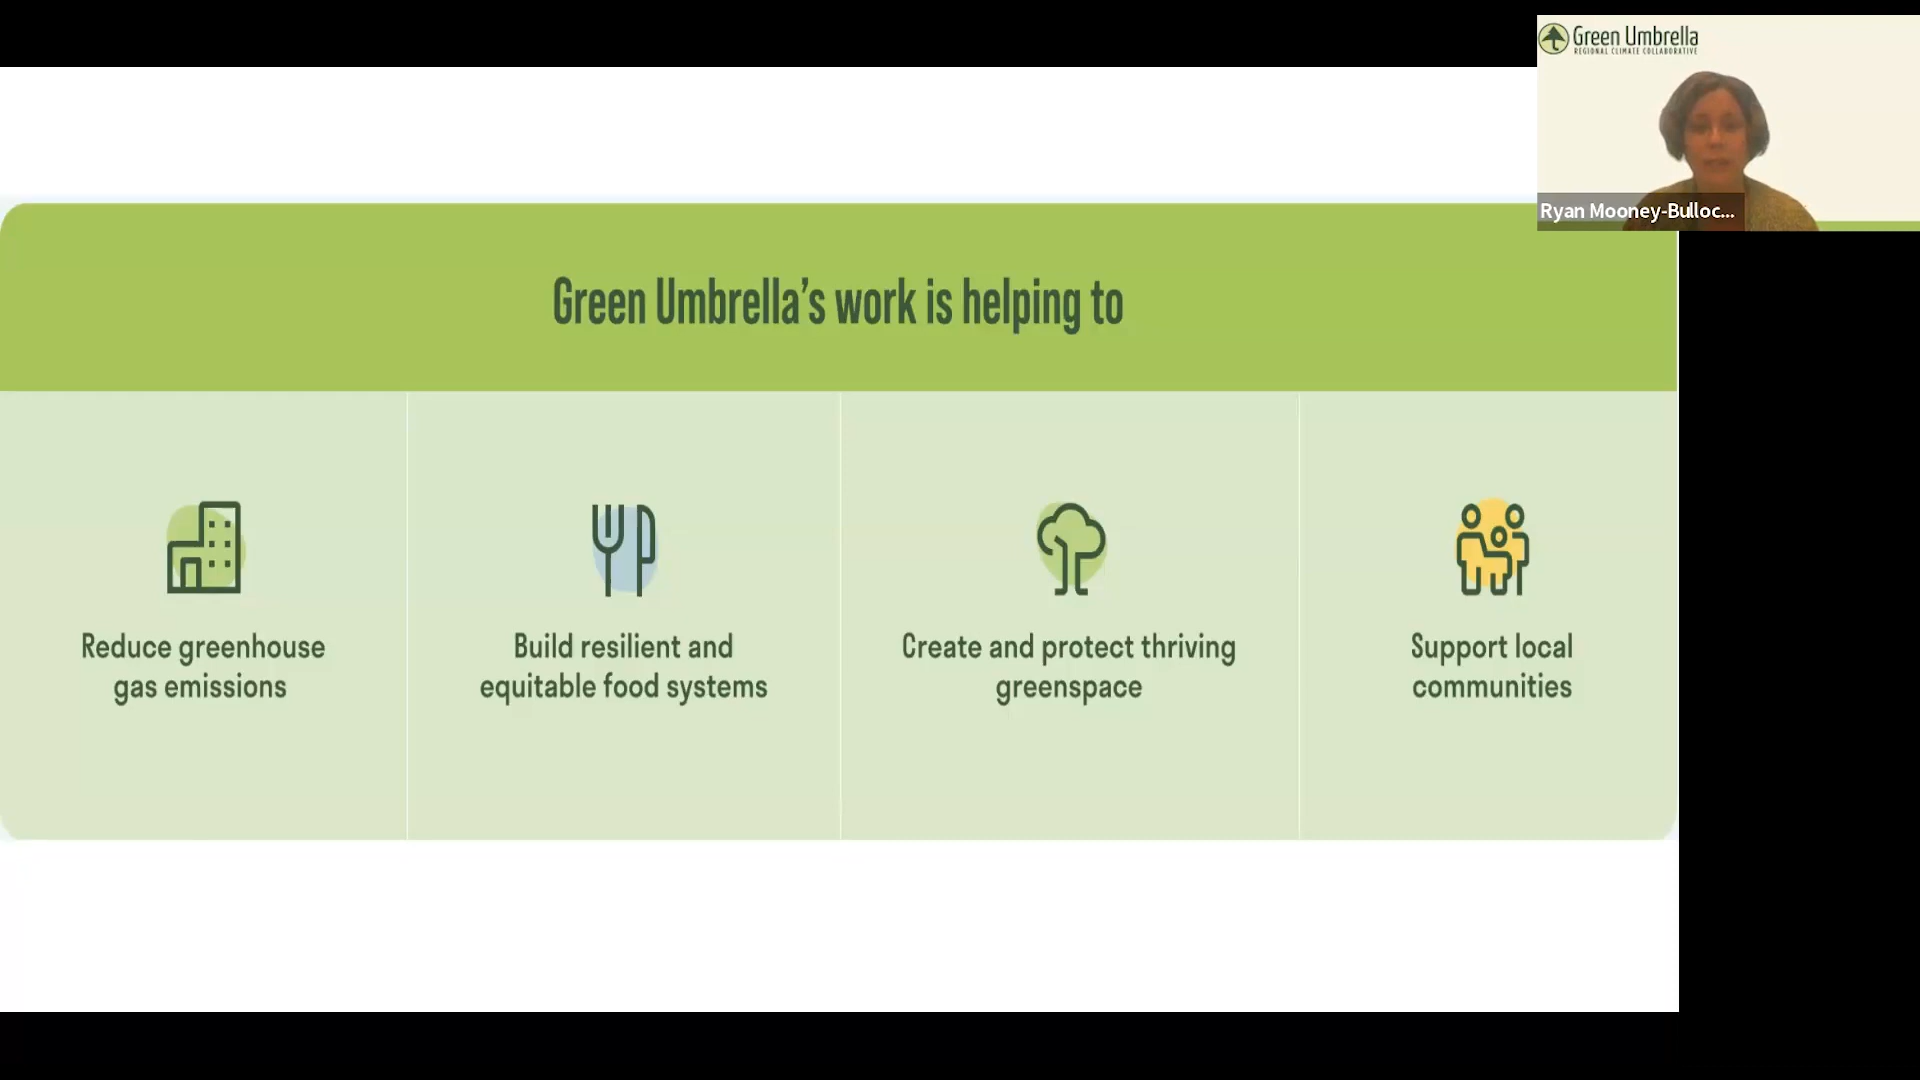 Green Umbrella
REGIONAL CLIMATE COLLABORATIVE
Ryan Mooney-Bulloc...
Green Umbrella's work is helping to
Reduce greenhouse
gas emissions
Build resilient and
equitable food systems
Create and protect thriving
greenspace
Support local
communities